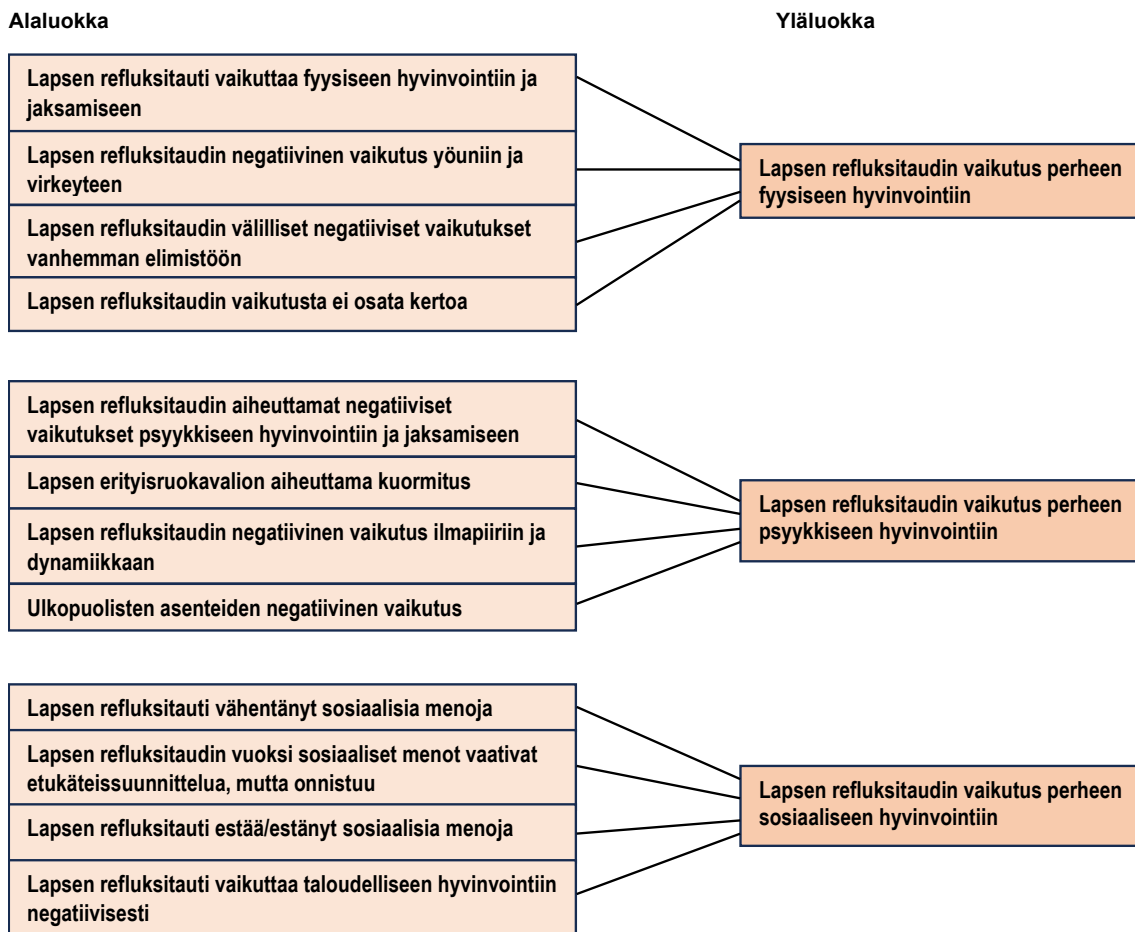 Alaluokka
Yläluokka
Lapsen refluksitauti vaikuttaa fyysiseen hyvinvointiin ja
jaksamiseen
Lapsen refluksitaudin negatiivinen vaikutus yöuniin ja
virkeyteen
Lapsen refluksitaudin välilliset negatiiviset vaikutukset
vanhemman elimistöön
Lapsen refluksitaudin vaikutusta ei osata kertoa
Lapsen refluksitaudin vaikutus perheen
fyysiseen hyvinvointiin
Lapsen refluksitaudin aiheuttamat negatiiviset
vaikutukset psyykkiseen hyvinvointiin ja jaksamiseen
Lapsen erityisruokavalion aiheuttama kuormitus
Lapsen refluksitaudin negatiivinen vaikutus ilmapiiriin ja
dynamiikkaan
Ulkopuolisten asenteiden negatiivinen vaikutus
Lapsen refluksitaudin vaikutus perheen
psyykkiseen hyvinvointiin
Lapsen refluksitauti vähentänyt sosiaalisia menoja
Lapsen refluksitaudin vuoksi sosiaaliset menot vaativat
etukäteissuunnittelua, mutta onnistuu
Lapsen refluksitauti estää/estänyt sosiaalisia menoja
Lapsen refluksitauti vaikuttaa taloudelliseen hyvinvointiin
negatiivisesti
Lapsen refluksitaudin vaikutus perheen
sosiaaliseen hyvinvointiin